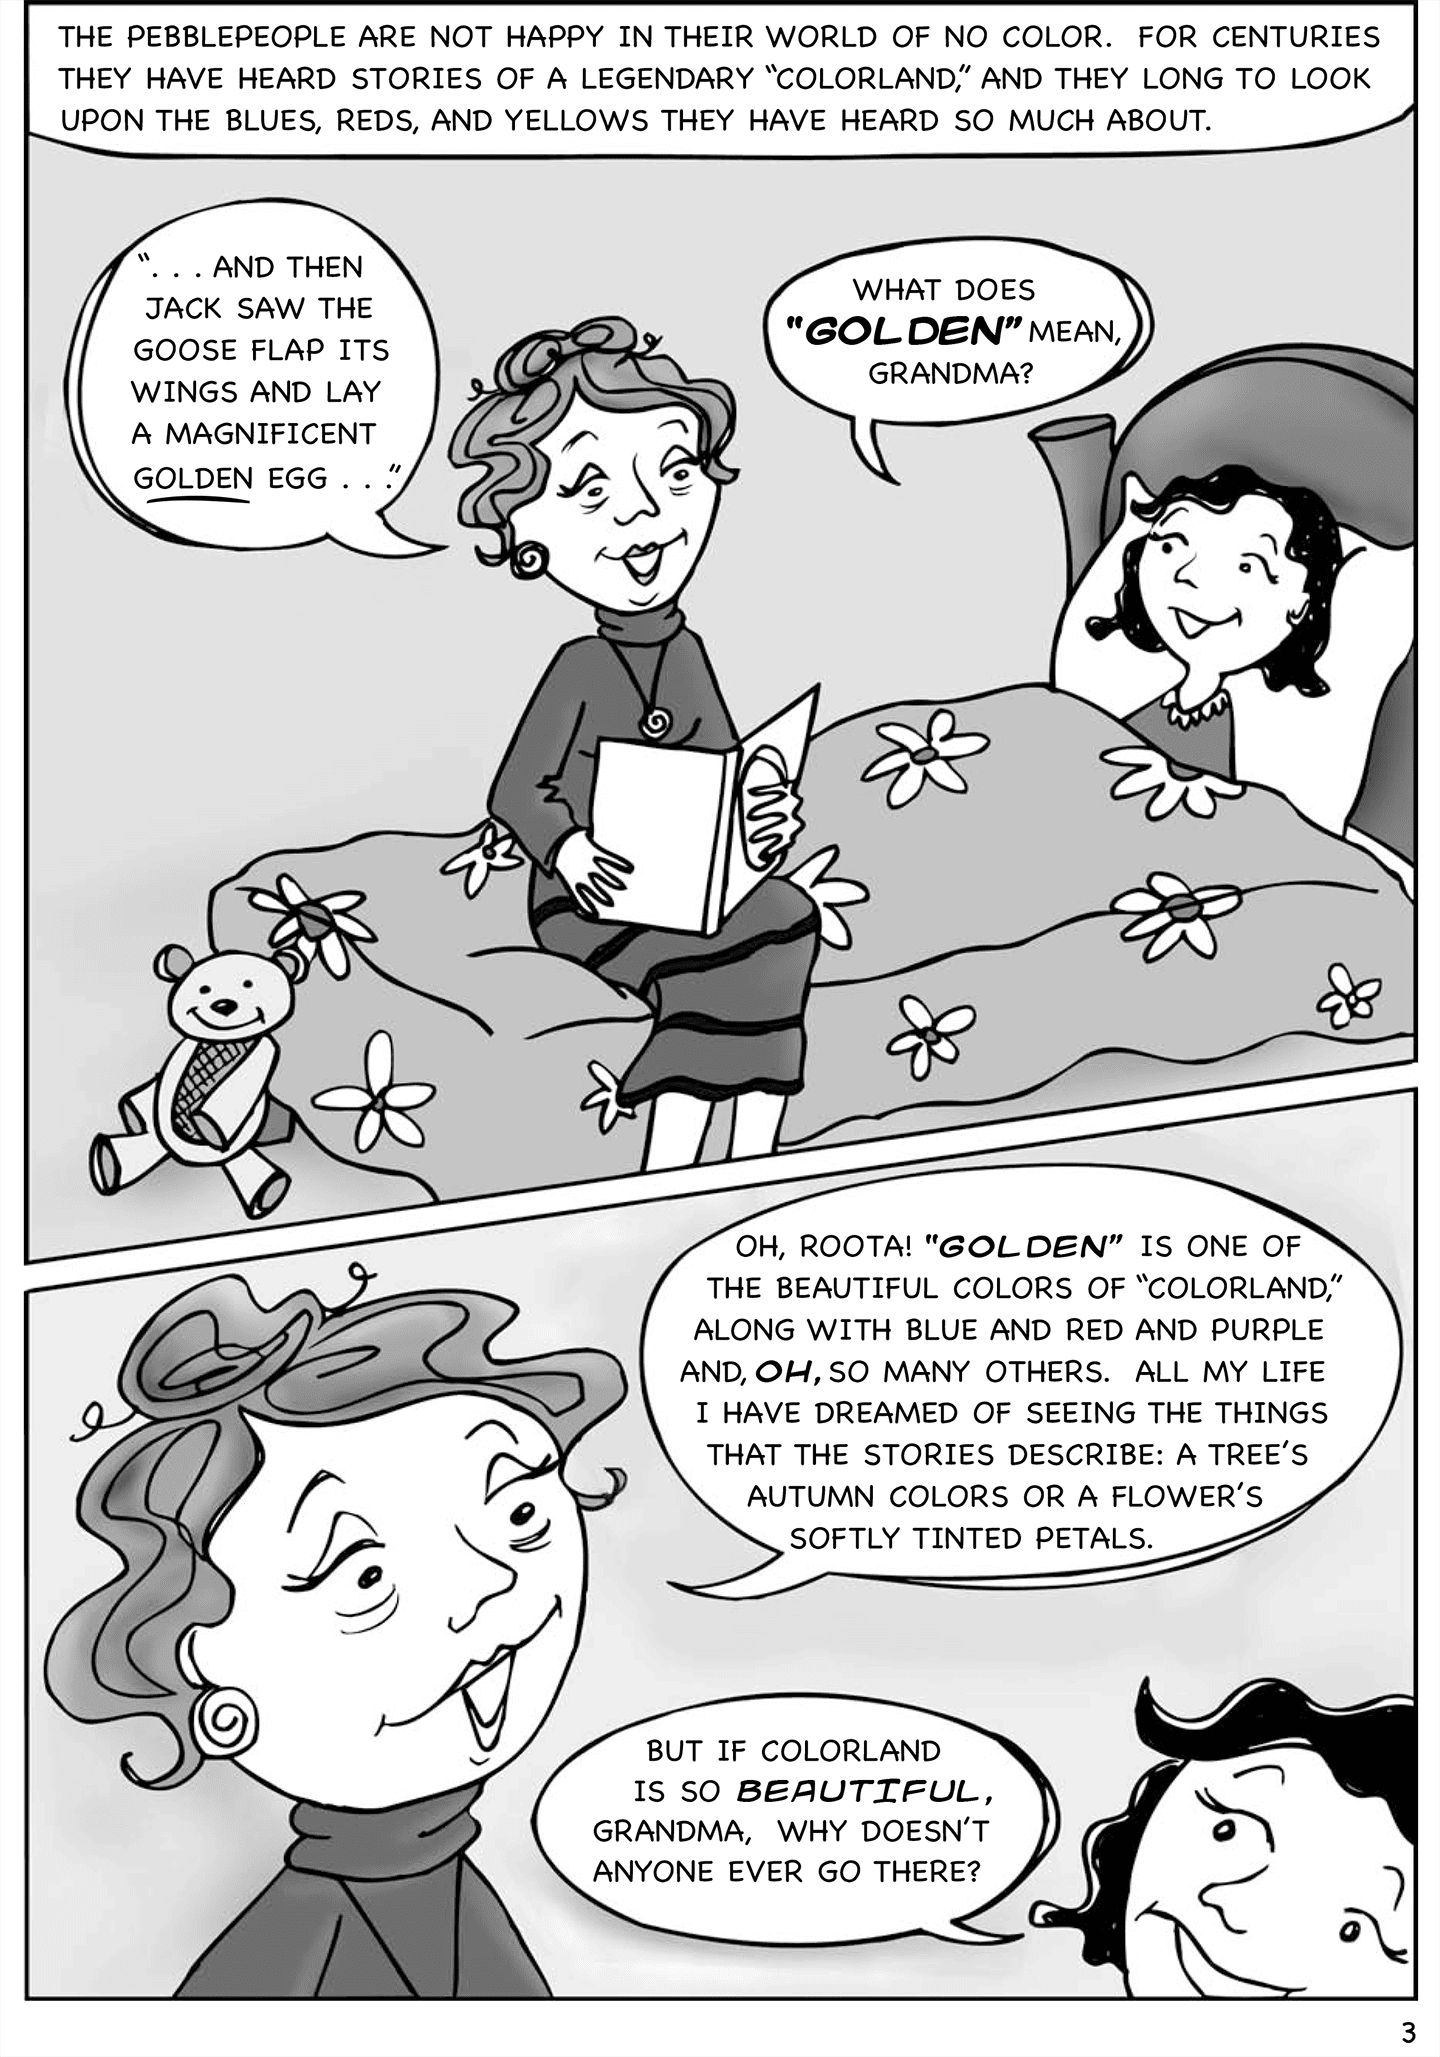 THE PEBBLEPEOPLE ARE NOT HAPPY IN THEIR WORLD OF NO COLOR. FOR CENTURIES
THEY HAVE HEARD STORIES OF A LEGENDARY “COLORLAND,” AND THEY LONG TO LOOK
UPON THE BLUES, REDS, AND YELLOWS THEY HAVE HEARD SO MUCH ABOUT.
“. . . AND THEN
JACK SAW THE
GOOSE FLAP ITS
WINGS AND LAY
A MAGNIFICENT
GOLDEN EGG . . .”
WHAT DOES
“GOLDEN” MEAN,
GRANDMA?
OH, ROOTA! “GOLDEN” IS ONE OF
THE BEAUTIFUL COLORS OF “COLORLAND,”
ALONG WITH BLUE AND RED AND PURPLE
AND, OH, SO MANY OTHERS. ALL MY LIFE
I HAVE DREAMED OF SEEING THE THINGS
THAT THE STORIES DESCRIBE: A TREE’S
AUTUMN COLORS OR A FLOWER’S
SOFTLY TINTED PETALS.
BUT IF COLORLAND
IS SO BEAUTIFUL,
GRANDMA, WHY DOESN’T
ANYONE EVER GO THERE?
3